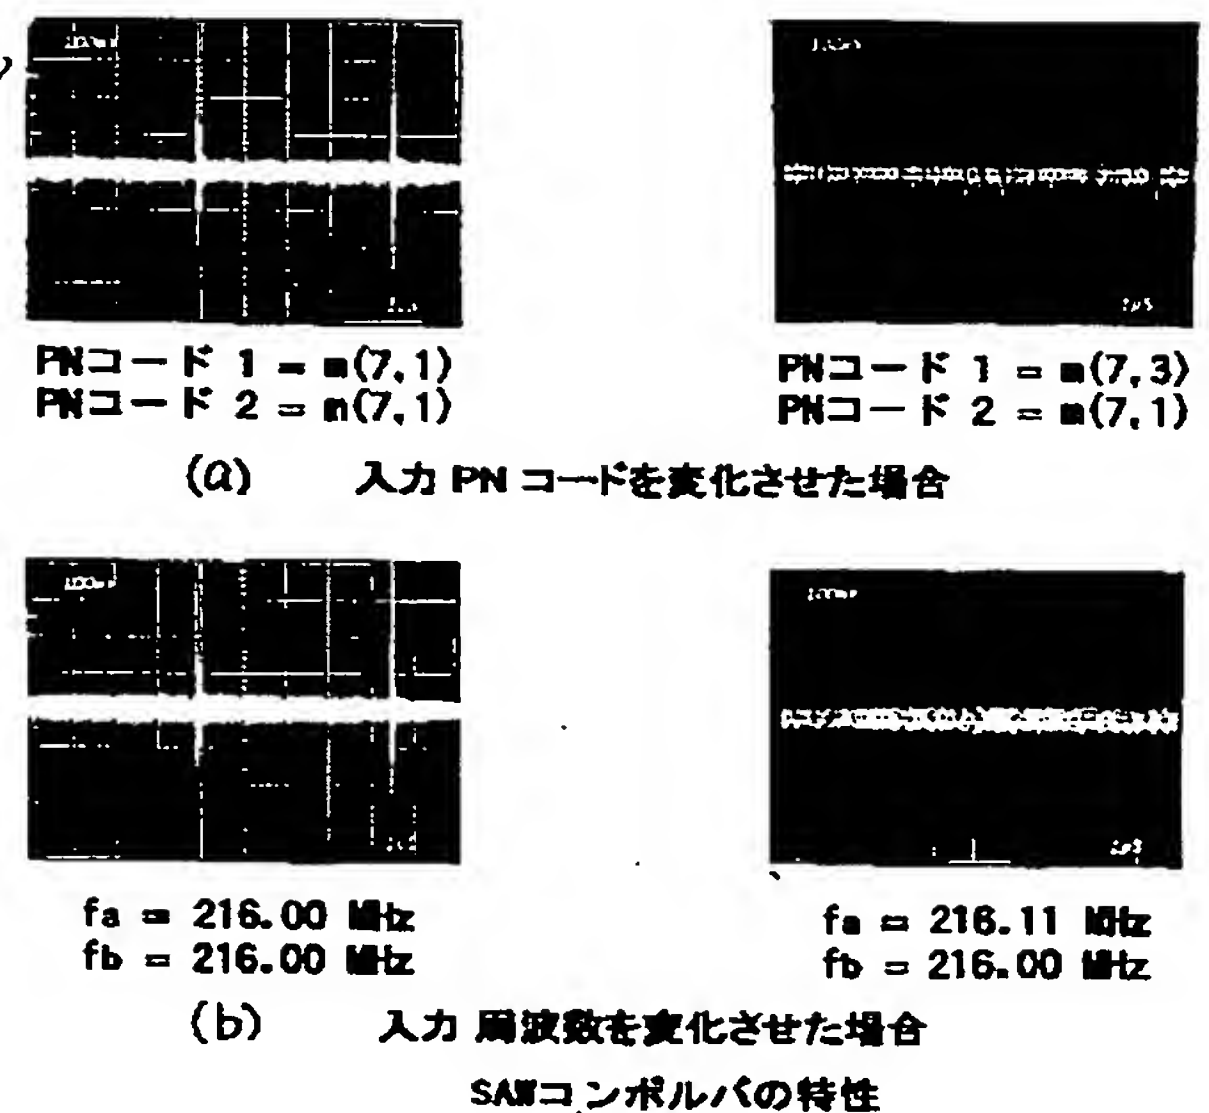 100mV
2μS
PNコード 1 = m(7,1)
PNコード 1 = m(7,3)
PNコード 2 = m(7,1)
PNコード 2 = m(7,1)
(a) 入力 PN コードを変化させた場合
100mV
2μS
fa = 216.00 MHz
fa = 216.11 MHz
fb = 216.00 MHz
fb = 216.00 MHz
(b) 入力 周波数を変化させた場合
SAWコンボルバの特性